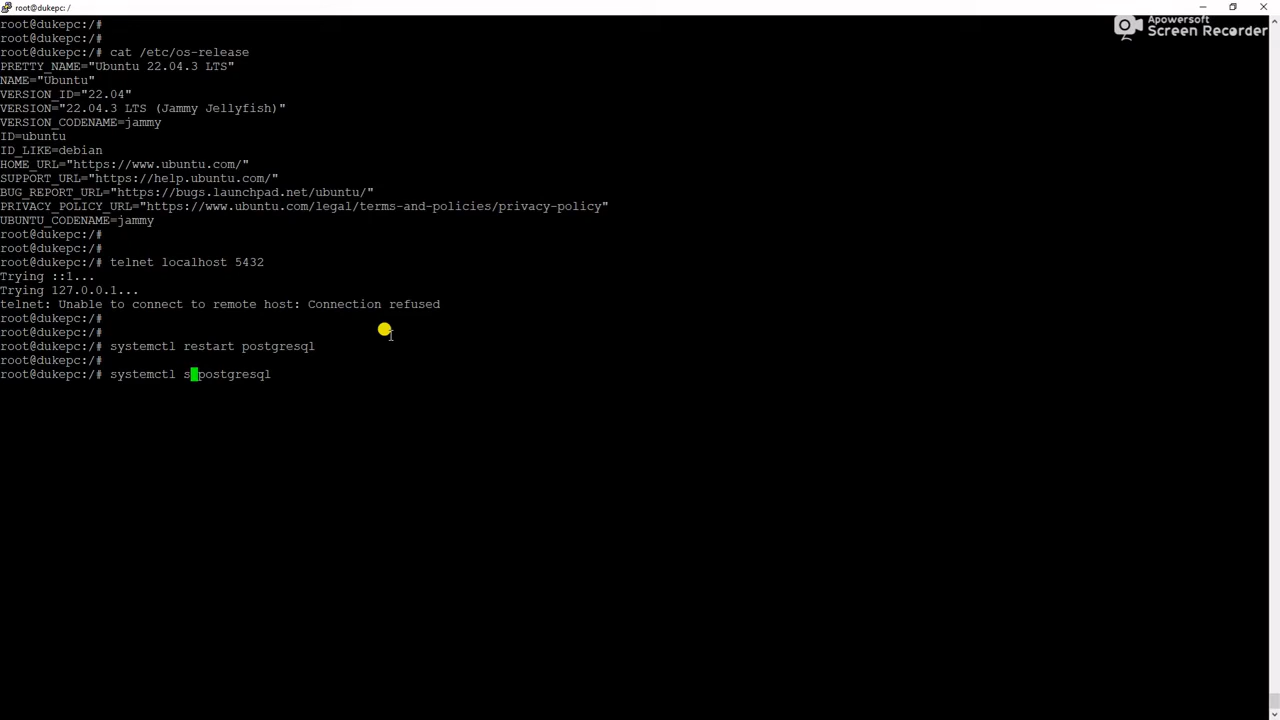 root@dukepc: /
Apowersoft
Screen Recorder
root@dukepc:/#
root@dukepc:/#
root@dukepc:/# cat /etc/os-release
PRETTY_NAME="Ubuntu 22.04.3 LTS"
NAME="Ubuntu"
VERSION_ID="22.04"
VERSION="22.04.3 LTS (Jammy Jellyfish)"
VERSION_CODENAME=jammy
ID=ubuntu
ID_LIKE=debian
HOME_URL="https://www.ubuntu.com/"
SUPPORT_URL="https://help.ubuntu.com/"
BUG_REPORT_URL="https://bugs.launchpad.net/ubuntu/"
PRIVACY_POLICY_URL="https://www.ubuntu.com/legal/terms-and-policies/privacy-policy"
UBUNTU_CODENAME=jammy
root@dukepc:/#
root@dukepc:/#
root@dukepc:/# telnet localhost 5432
Trying ::1...
Trying 127.0.0.1...
telnet: Unable to connect to remote host: Connection refused
root@dukepc:/#
root@dukepc:/#
root@dukepc:/# systemctl restart postgresql
root@dukepc:/#
root@dukepc:/# systemctl s postgresql